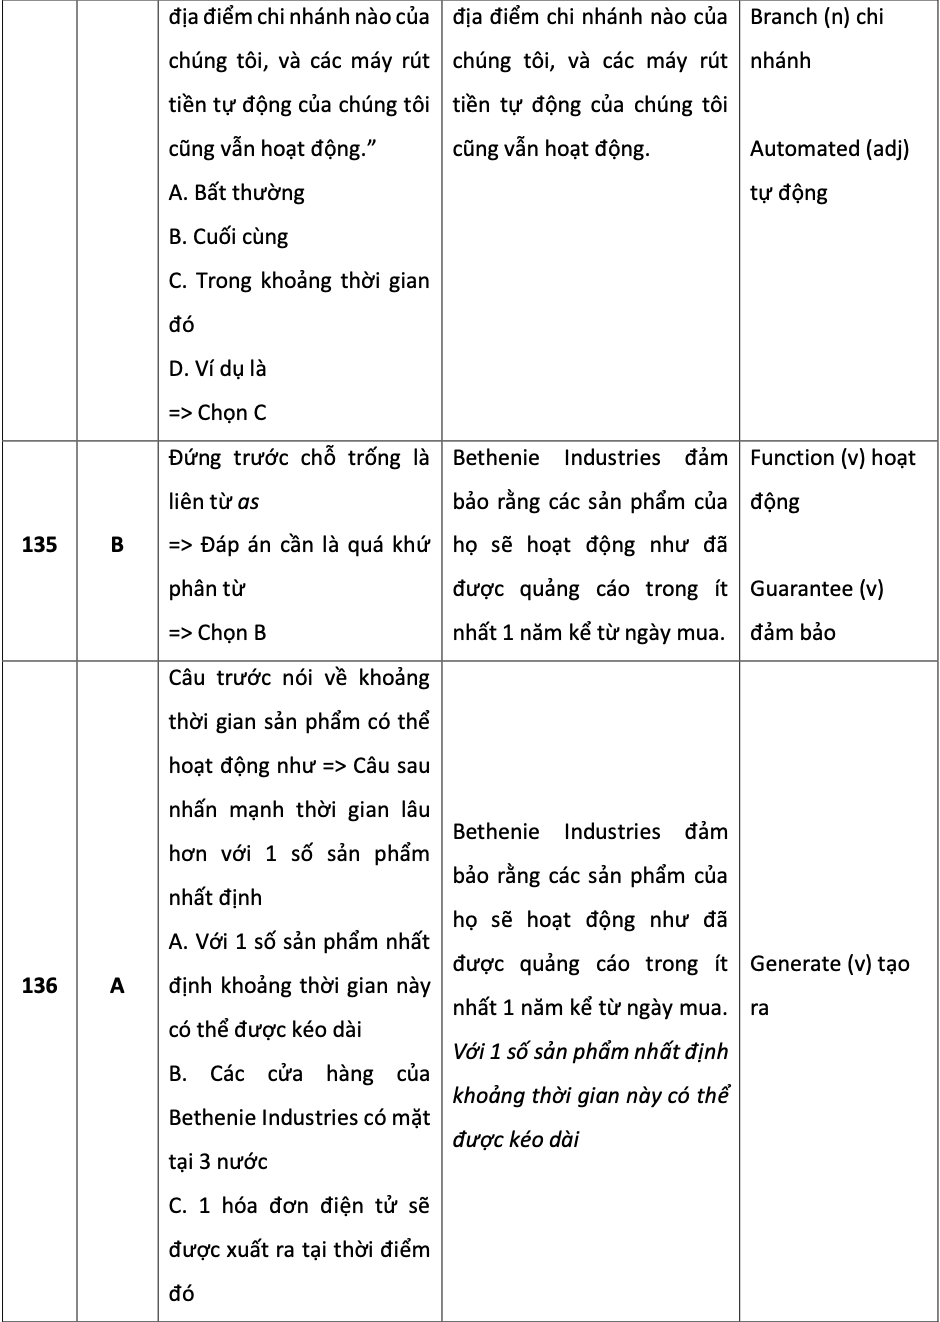 địa điểm chi nhánh nào của
chúng tôi, và các máy rút
tiền tự động của chúng tôi
cũng vẫn hoạt động.”
A. Bất thường
B. Cuối cùng
C. Trong khoảng thời gian
đó
D. Ví dụ là
=> Chọn C
địa điểm chi nhánh nào của
chúng tôi, và các máy rút
tiền tự động của chúng tôi
cũng vẫn hoạt động.
Branch (n) chi
nhánh
Automated (adj)
tự động
135
B
Đứng trước chỗ trống là
liên từ as
=> Đáp án cần là quá khứ
phân từ
=> Chọn B
Bethenie Industries đảm
bảo rằng các sản phẩm của
họ sẽ hoạt động như đã
được quảng cáo trong ít
nhất 1 năm kể từ ngày mua.
Function (v) hoạt
động
Guarantee (v)
đảm bảo
136
A
Câu trước nói về khoảng
thời gian sản phẩm có thể
hoạt động như => Câu sau
nhấn mạnh thời gian lâu
hơn với 1 số sản phẩm
nhất định
A. Với 1 số sản phẩm nhất
định khoảng thời gian này
có thể được kéo dài
B. Các cửa hàng của
Bethenie Industries có mặt
tại 3 nước
C. 1 hóa đơn điện tử sẽ
được xuất ra tại thời điểm
đó
Bethenie Industries đảm
bảo rằng các sản phẩm của
họ sẽ hoạt động như đã
được quảng cáo trong ít
nhất 1 năm kể từ ngày mua.
Với 1 số sản phẩm nhất định
khoảng thời gian này có thể
được kéo dài
Generate (v) tạo
ra